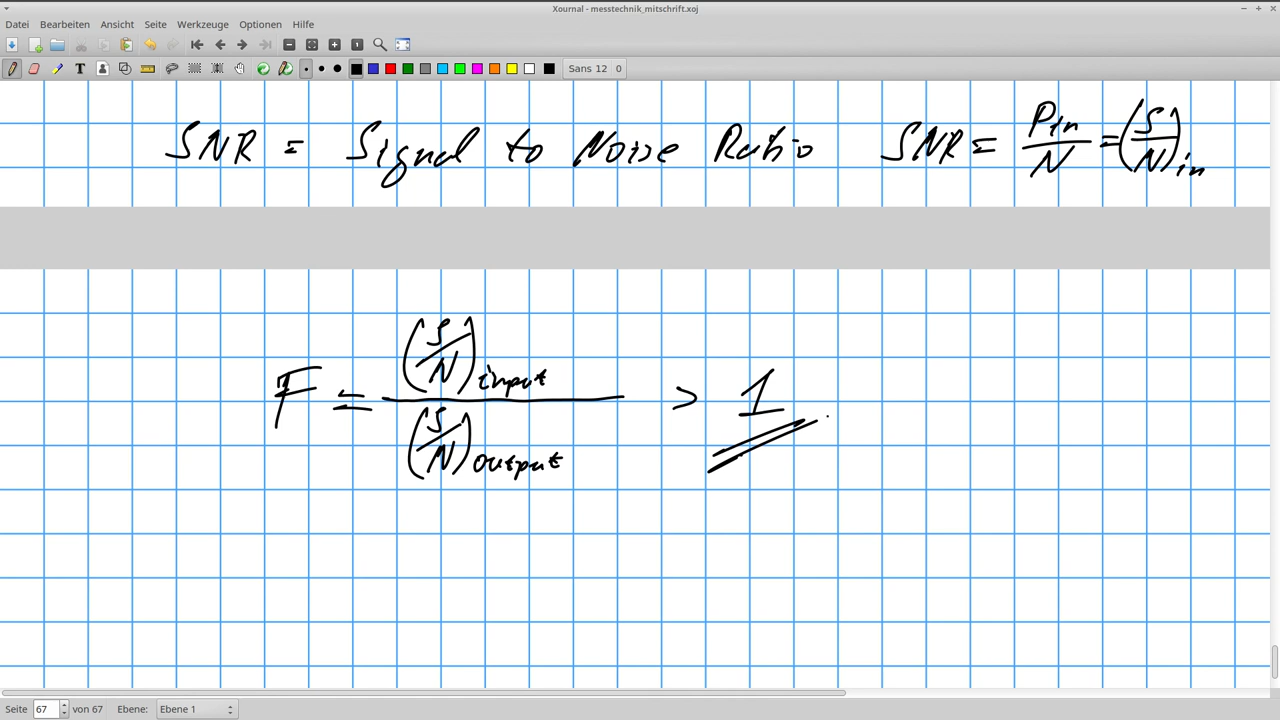 Xournal - messtechnik_mitschrift.xoj
Datei Bearbeiten Ansicht Seite Werkzeuge Optionen Hilfe
Sans 12 0
SNR = Signal to Noise Ratio SNR = Pin/N = (S/N)in
F = (S/N)input / (S/N)output > 1
Seite 67 von 67 Ebene: Ebene 1